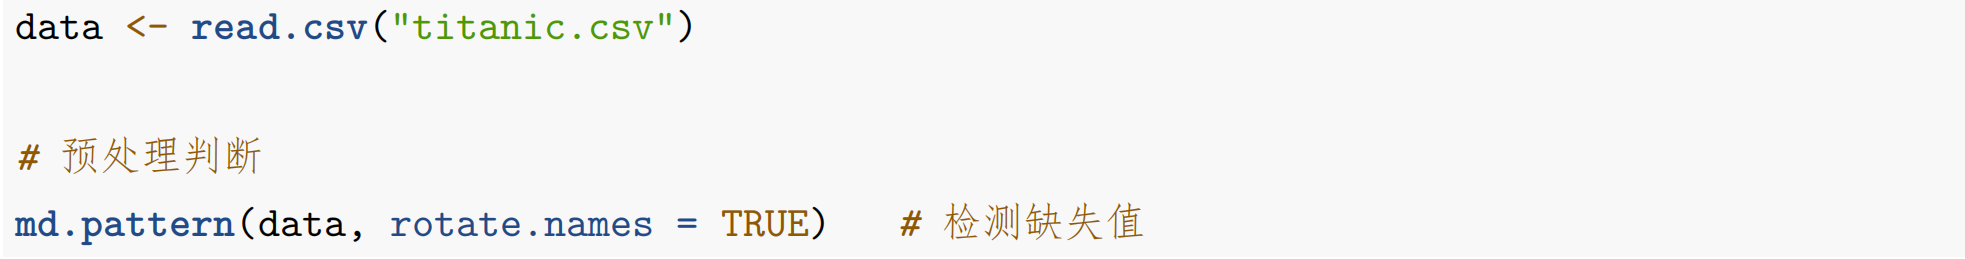 data <- read.csv("titanic.csv")
# 预处理判断
md.pattern(data, rotate.names = TRUE)   # 检测缺失值